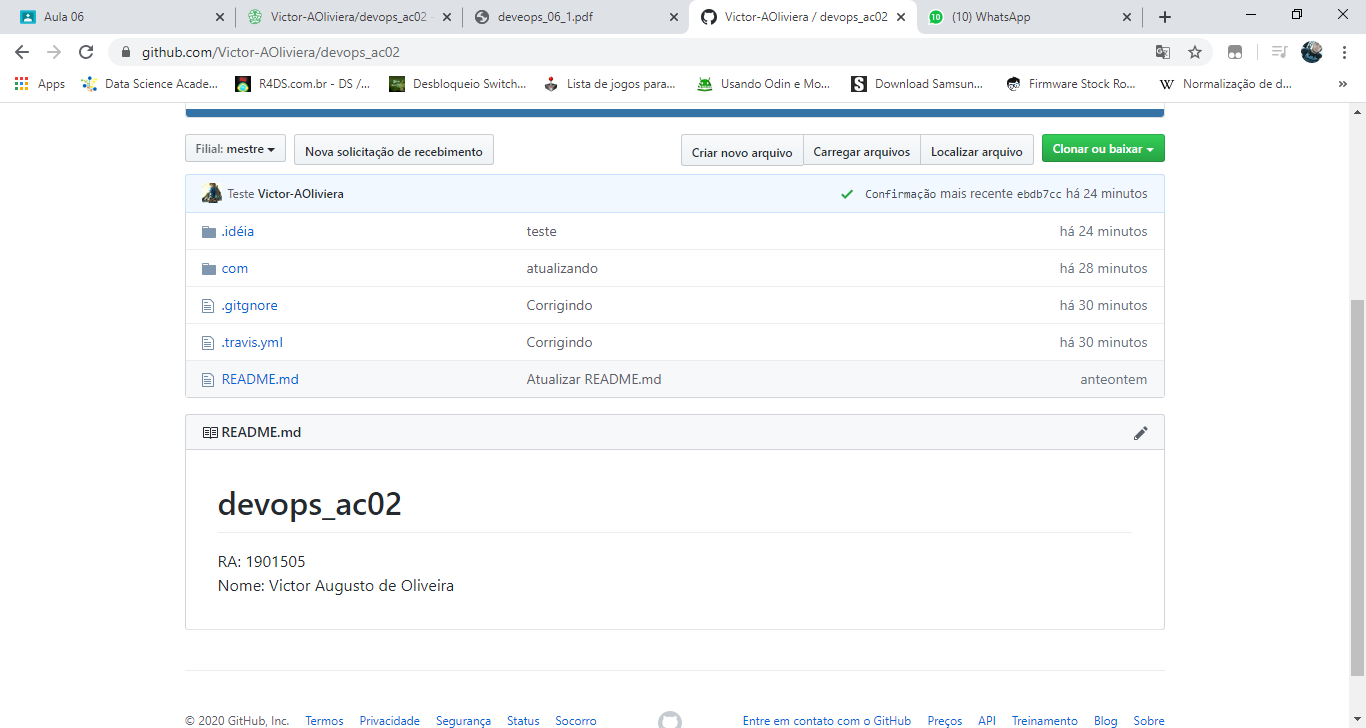 Aula 06
Victor-AOliviera/devops_ac02 -
deveops_06_1.pdf
Victor-AOliviera / devops_ac02
10 (10) WhatsApp
github.com/Victor-AOliviera/devops_ac02
Apps Data Science Acade... R4DS.com.br - DS /... Desbloqueio Switch... Lista de jogos para... Usando Odin e Mo... S Download Samsun... Firmware Stock Ro... W Normalização de d... »
Filial: mestre Nova solicitação de recebimento Criar novo arquivo Carregar arquivos Localizar arquivo Clonar ou baixar
Teste Victor-AOliviera Confirmação mais recente ebdb7cc há 24 minutos
.idéia teste há 24 minutos
com atualizando há 28 minutos
.gitgnore Corrigindo há 30 minutos
.travis.yml Corrigindo há 30 minutos
README.md Atualizar README.md anteontem
README.md
devops_ac02
RA: 1901505
Nome: Victor Augusto de Oliveira
© 2020 GitHub, Inc. Termos Privacidade Segurança Status Socorro Entre em contato com o GitHub Preços API Treinamento Blog Sobre